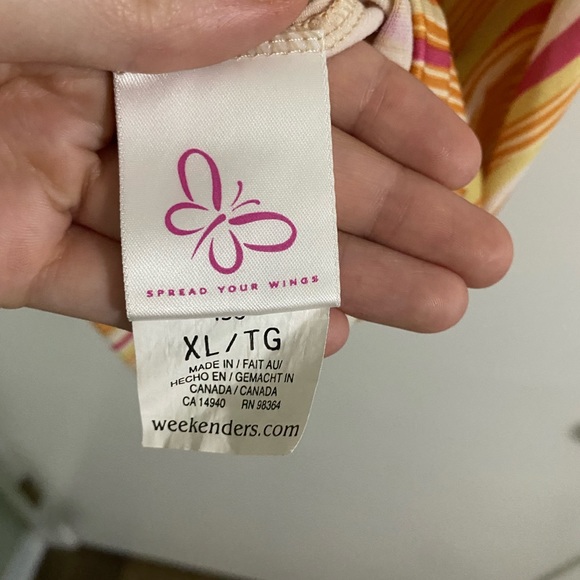 SPREAD YOUR WINGS
XL/TG
MADE IN / FAIT AU/
HECHO EN / GEMACHT IN
CANADA/CANADA
CA 14940 RN 98364
weekenders.com